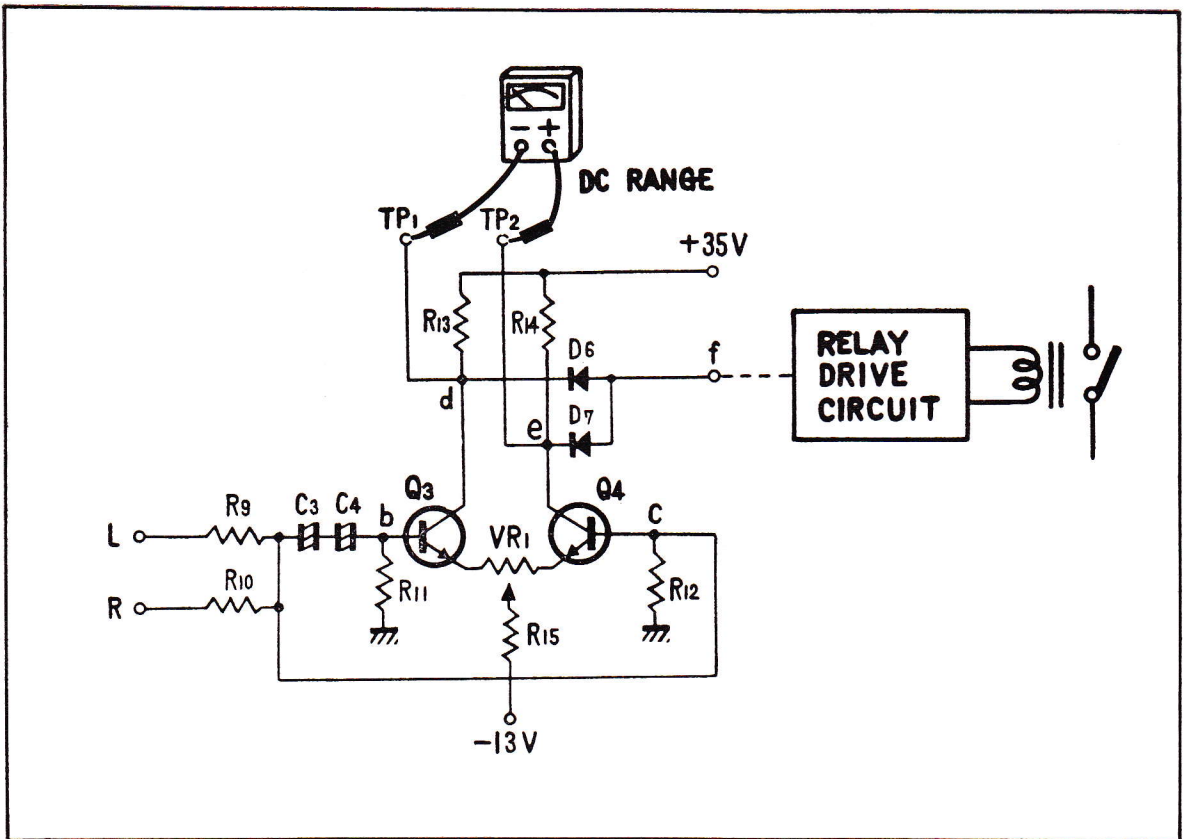 − +
DC RANGE
TP1 TP2
+35V
R13 R14
D6 f
RELAY
DRIVE
CIRCUIT
d
D7
e
Q3 Q4
R9 C3 C4 b VR1 c
L
R10 R11 R12
R
R15
−13V